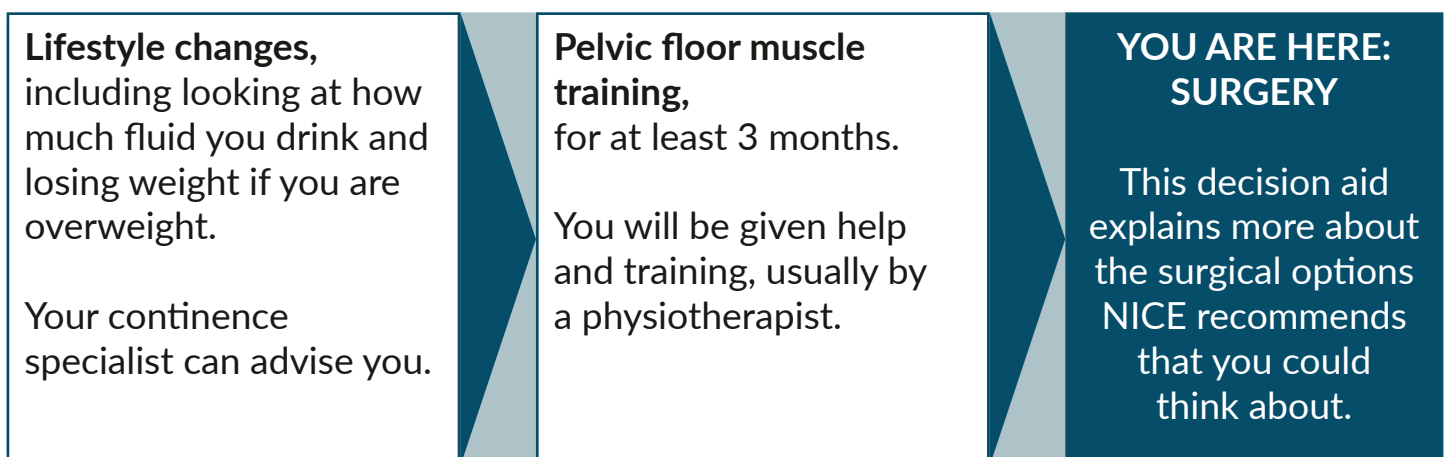 Lifestyle changes,
including looking at how
much fluid you drink and
losing weight if you are
overweight.
Your continence
specialist can advise you.
Pelvic floor muscle
training,
for at least 3 months.
You will be given help
and training, usually by
a physiotherapist.
YOU ARE HERE:
SURGERY
This decision aid
explains more about
the surgical options
NICE recommends
that you could
think about.